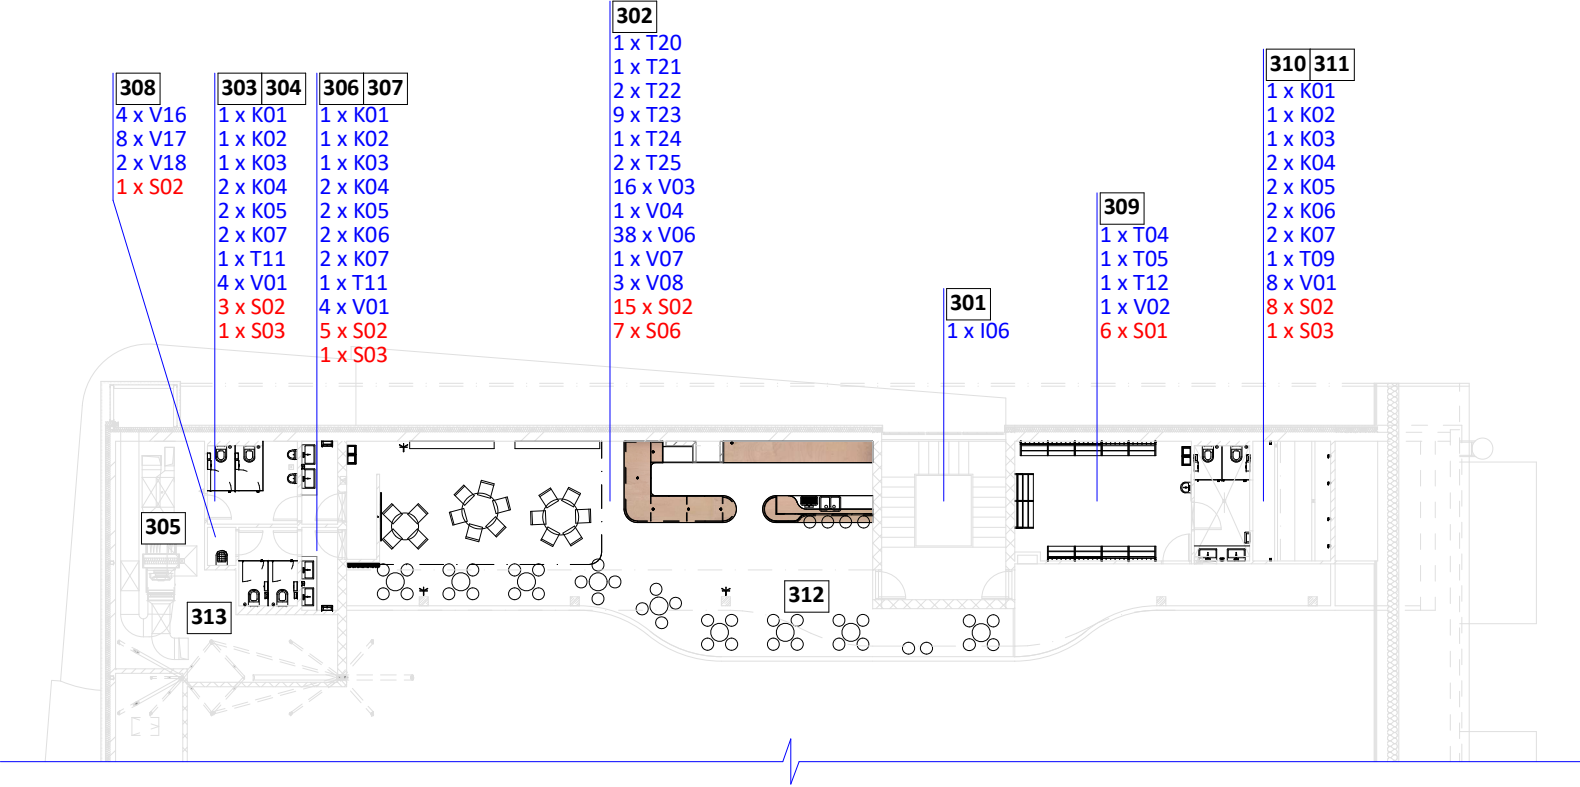 308
4 x V16
8 x V17
2 x V18
1 x S02
303 304
1 x K01
1 x K02
1 x K03
2 x K04
2 x K05
2 x K07
1 x T11
4 x V01
3 x S02
1 x S03
306 307
1 x K01
1 x K02
1 x K03
2 x K04
2 x K05
2 x K06
2 x K07
1 x T11
4 x V01
5 x S02
1 x S03
302
1 x T20
1 x T21
2 x T22
9 x T23
1 x T24
2 x T25
16 x V03
1 x V04
38 x V06
1 x V07
3 x V08
15 x S02
7 x S06
301
1 x I06
309
1 x T04
1 x T05
1 x T12
1 x V02
6 x S01
310 311
1 x K01
1 x K02
1 x K03
2 x K04
2 x K05
2 x K06
2 x K07
1 x T09
8 x V01
8 x S02
1 x S03
305
313
312